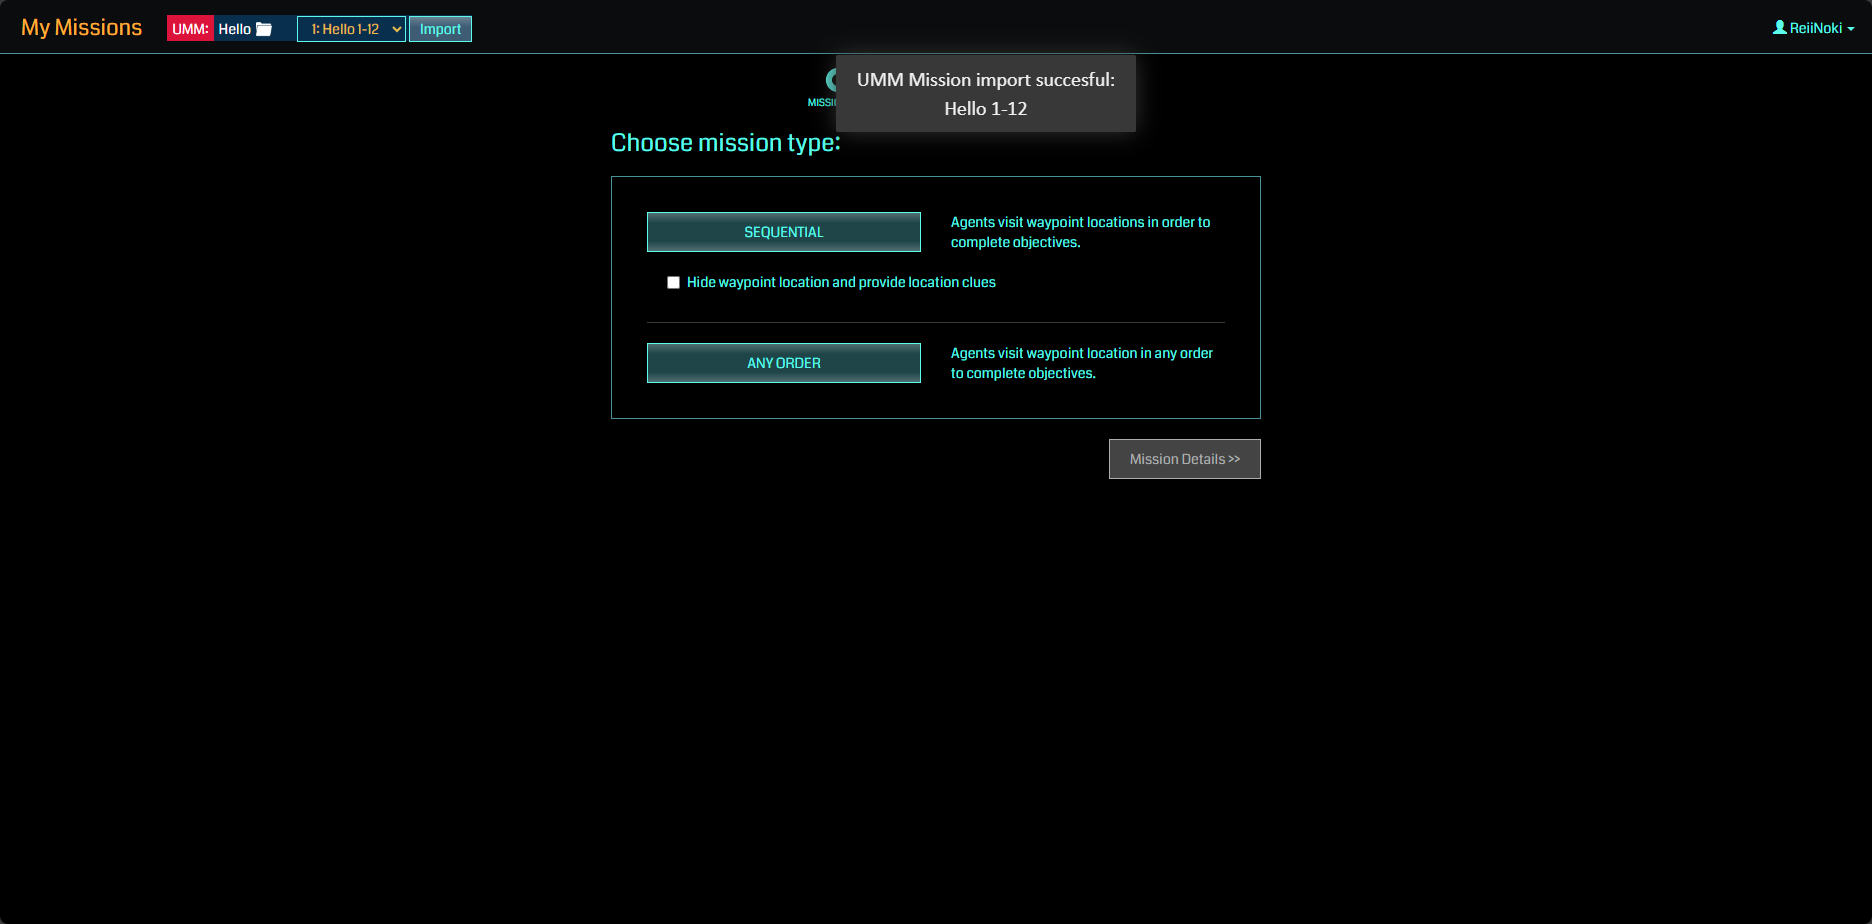 My Missions
UMM: Hello
1: Hello 1-12
Import
ReiiNoki
UMM Mission import succesful:
Hello 1-12
Choose mission type:
SEQUENTIAL
Agents visit waypoint locations in order to
complete objectives.
Hide waypoint location and provide location clues
ANY ORDER
Agents visit waypoint location in any order
to complete objectives.
Mission Details >>